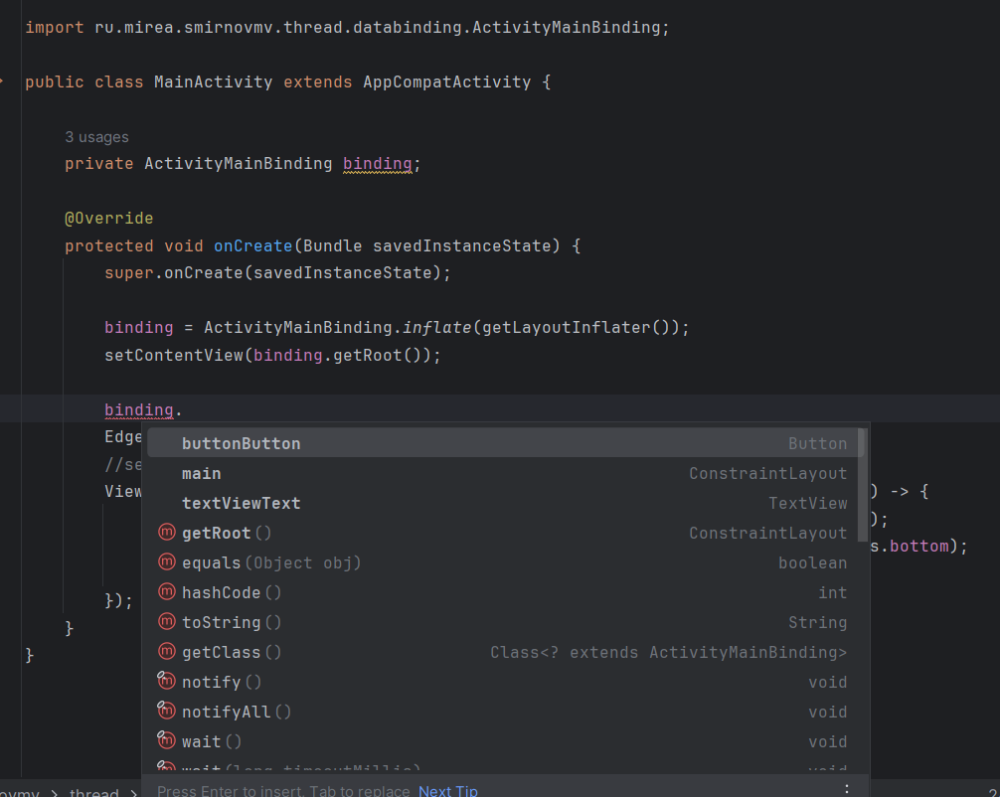 import ru.mirea.smirnovmv.thread.databinding.ActivityMainBinding;
public class MainActivity extends AppCompatActivity {
3 usages
private ActivityMainBinding binding;
@Override
protected void onCreate(Bundle savedInstanceState) {
super.onCreate(savedInstanceState);
binding = ActivityMainBinding.inflate(getLayoutInflater());
setContentView(binding.getRoot());
binding.
Edge
buttonButton Button
//se
main ConstraintLayout
View ) -> {
textViewText TextView
);
getRoot() ConstraintLayout
s.bottom);
equals(Object obj) boolean
hashCode() int
});
toString() String
}
getClass() Class<? extends ActivityMainBinding>
}
notify() void
notifyAll() void
wait() void
wait(long timeoutMillis) void
ovmv > thread >
Press Enter to insert, Tab to replace Next Tip
2